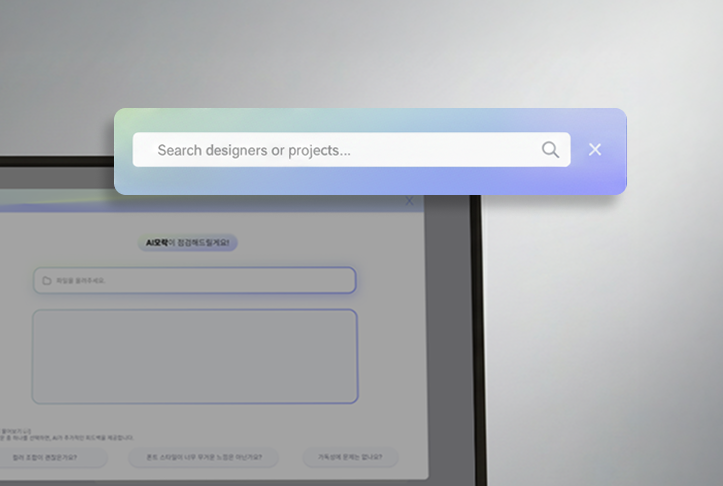 Search designers or projects...
AI모락이 점검해드릴게요!
파일을 올려주세요.
컬러 조합이 괜찮은가요?
폰트 스타일이 너무 무거운 느낌은 아닌가요?
가독성에 문제는 없나요?